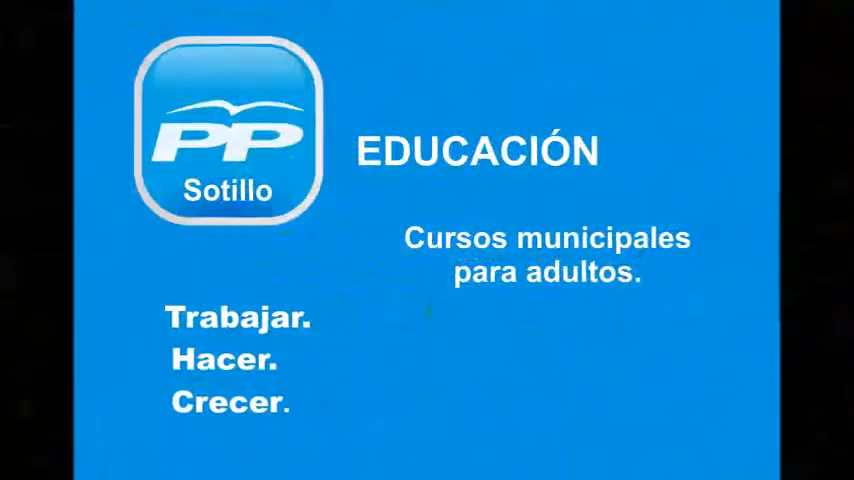 PP
Sotillo
EDUCACIÓN
Cursos municipales
para adultos.
Trabajar.
Hacer.
Crecer.